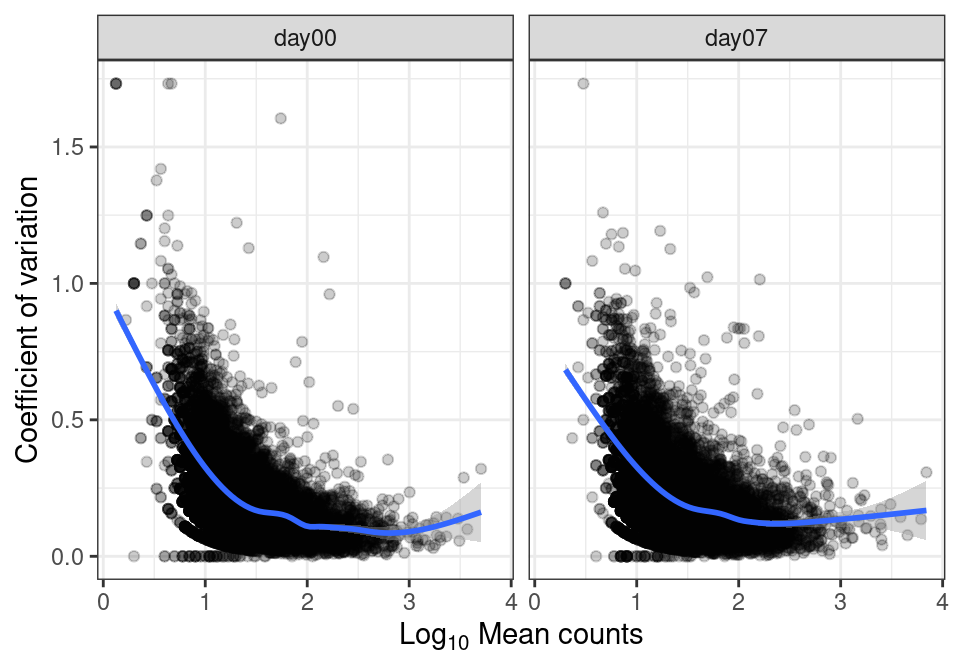 day00 day07
1.5
1.0
0.5
0.0
Coefficient of variation
0 1 2 3 4 0 1 2 3 4
Log₁₀ Mean counts